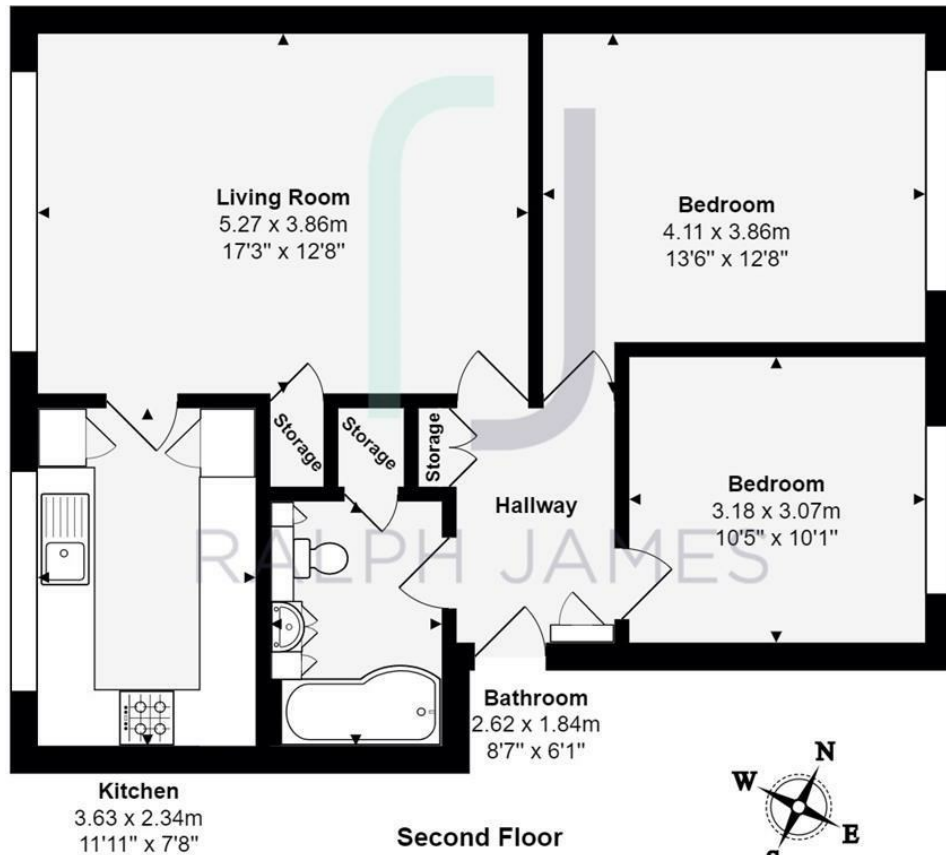 Living Room
5.27 x 3.86m
17'3" x 12'8"
Bedroom
4.11 x 3.86m
13'6" x 12'8"
Storage
Storage
Storage
Hallway
Bedroom
3.18 x 3.07m
10'5" x 10'1"
RALPH JAMES
Bathroom
2.62 x 1.84m
8'7" x 6'1"
Kitchen
3.63 x 2.34m
11'11" x 7'8"
Second Floor
N
W
E
S